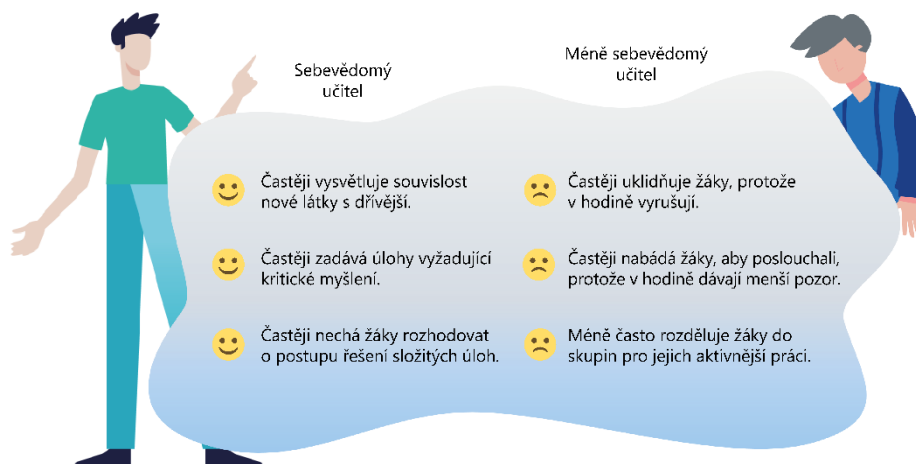 Sebevědomý
učitel
Méně sebevědomý
učitel
Častěji vysvětluje souvislost
nové látky s dřívější.
Častěji zadává úlohy vyžadující
kritické myšlení.
Častěji nechá žáky rozhodovat
o postupu řešení složitých úloh.
Častěji uklidňuje žáky, protože
v hodině vyrušují.
Častěji nabádá žáky, aby poslouchali,
protože v hodině dávají menší pozor.
Méně často rozděluje žáky do
skupin pro jejich aktivnější práci.